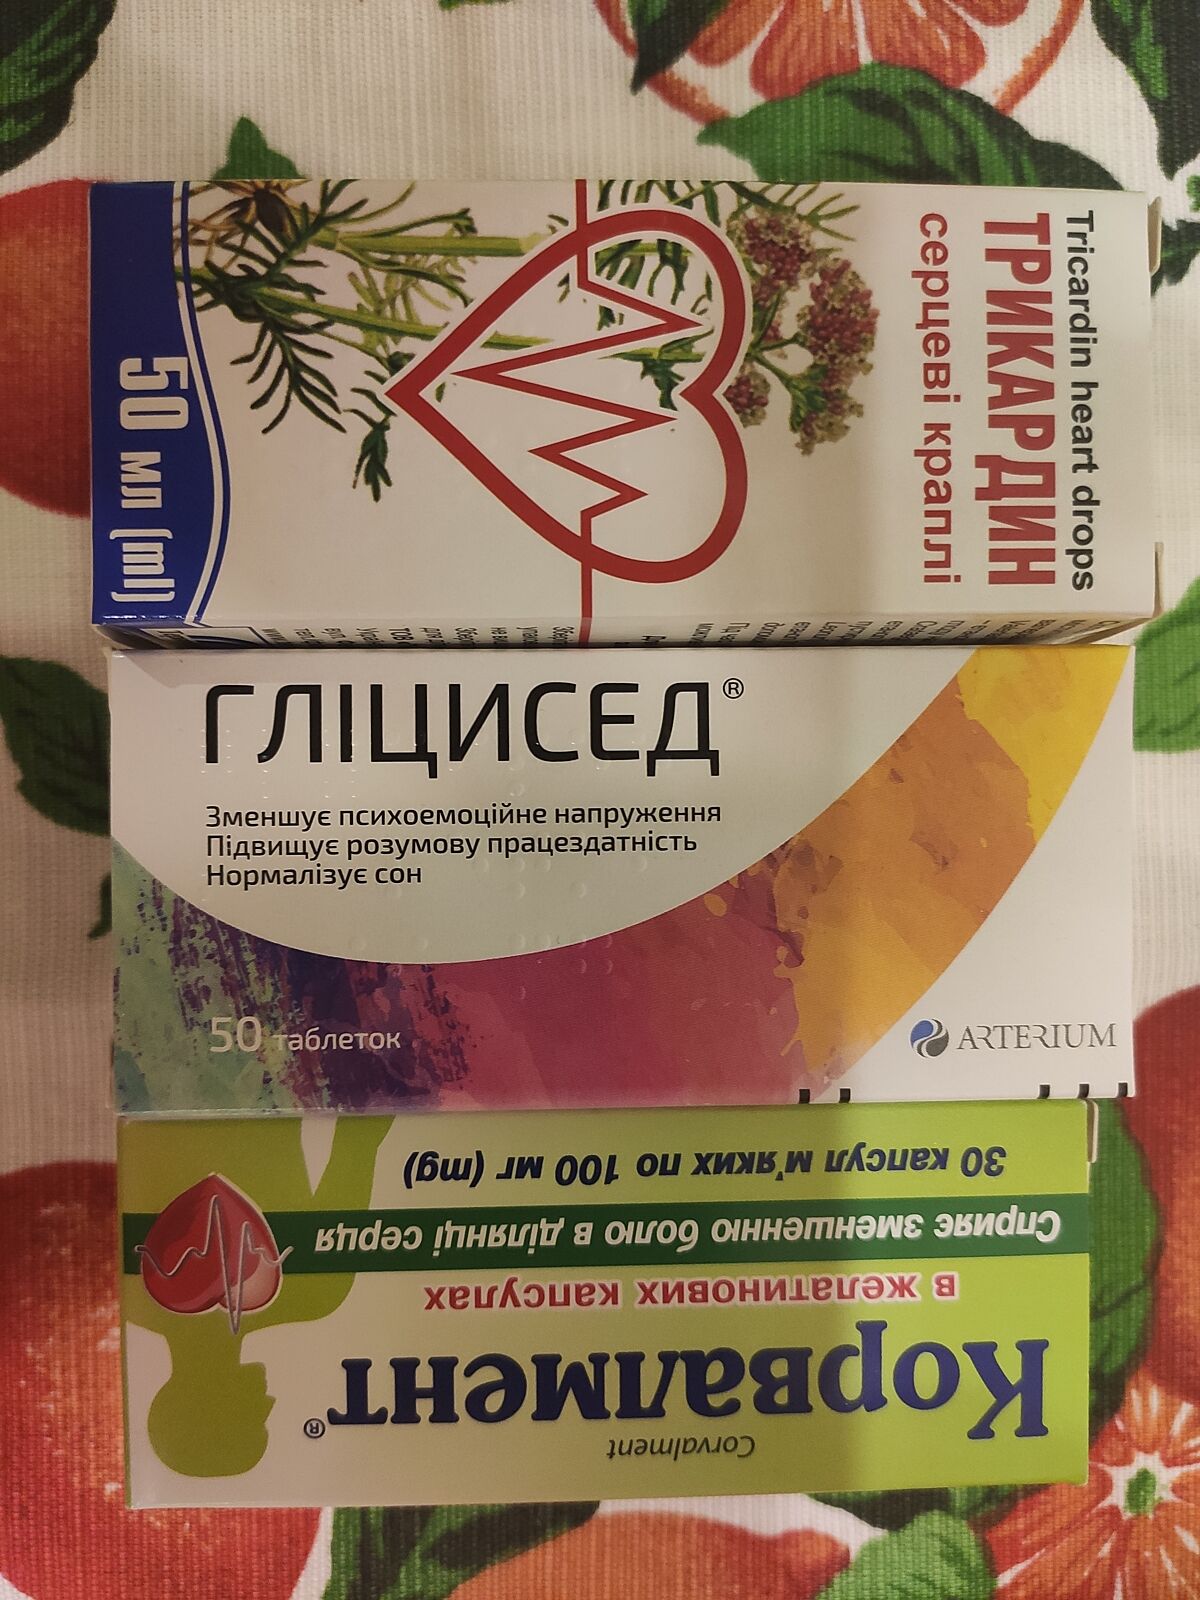 Tricardin heart drops
ТРИКАРДИН
серцеві краплі
50 мл (ml)
ГЛІЦИСЕД®
Зменшує психоемоційне напруження
Підвищує розумову працездатність
Нормалізує сон
50 таблеток
ARTERIUM
Corvalment
Корвалмент®
в желатинових капсулах
Сприяє зменшенню болю в ділянці серця
30 капсул м'яких по 100 мг (mg)